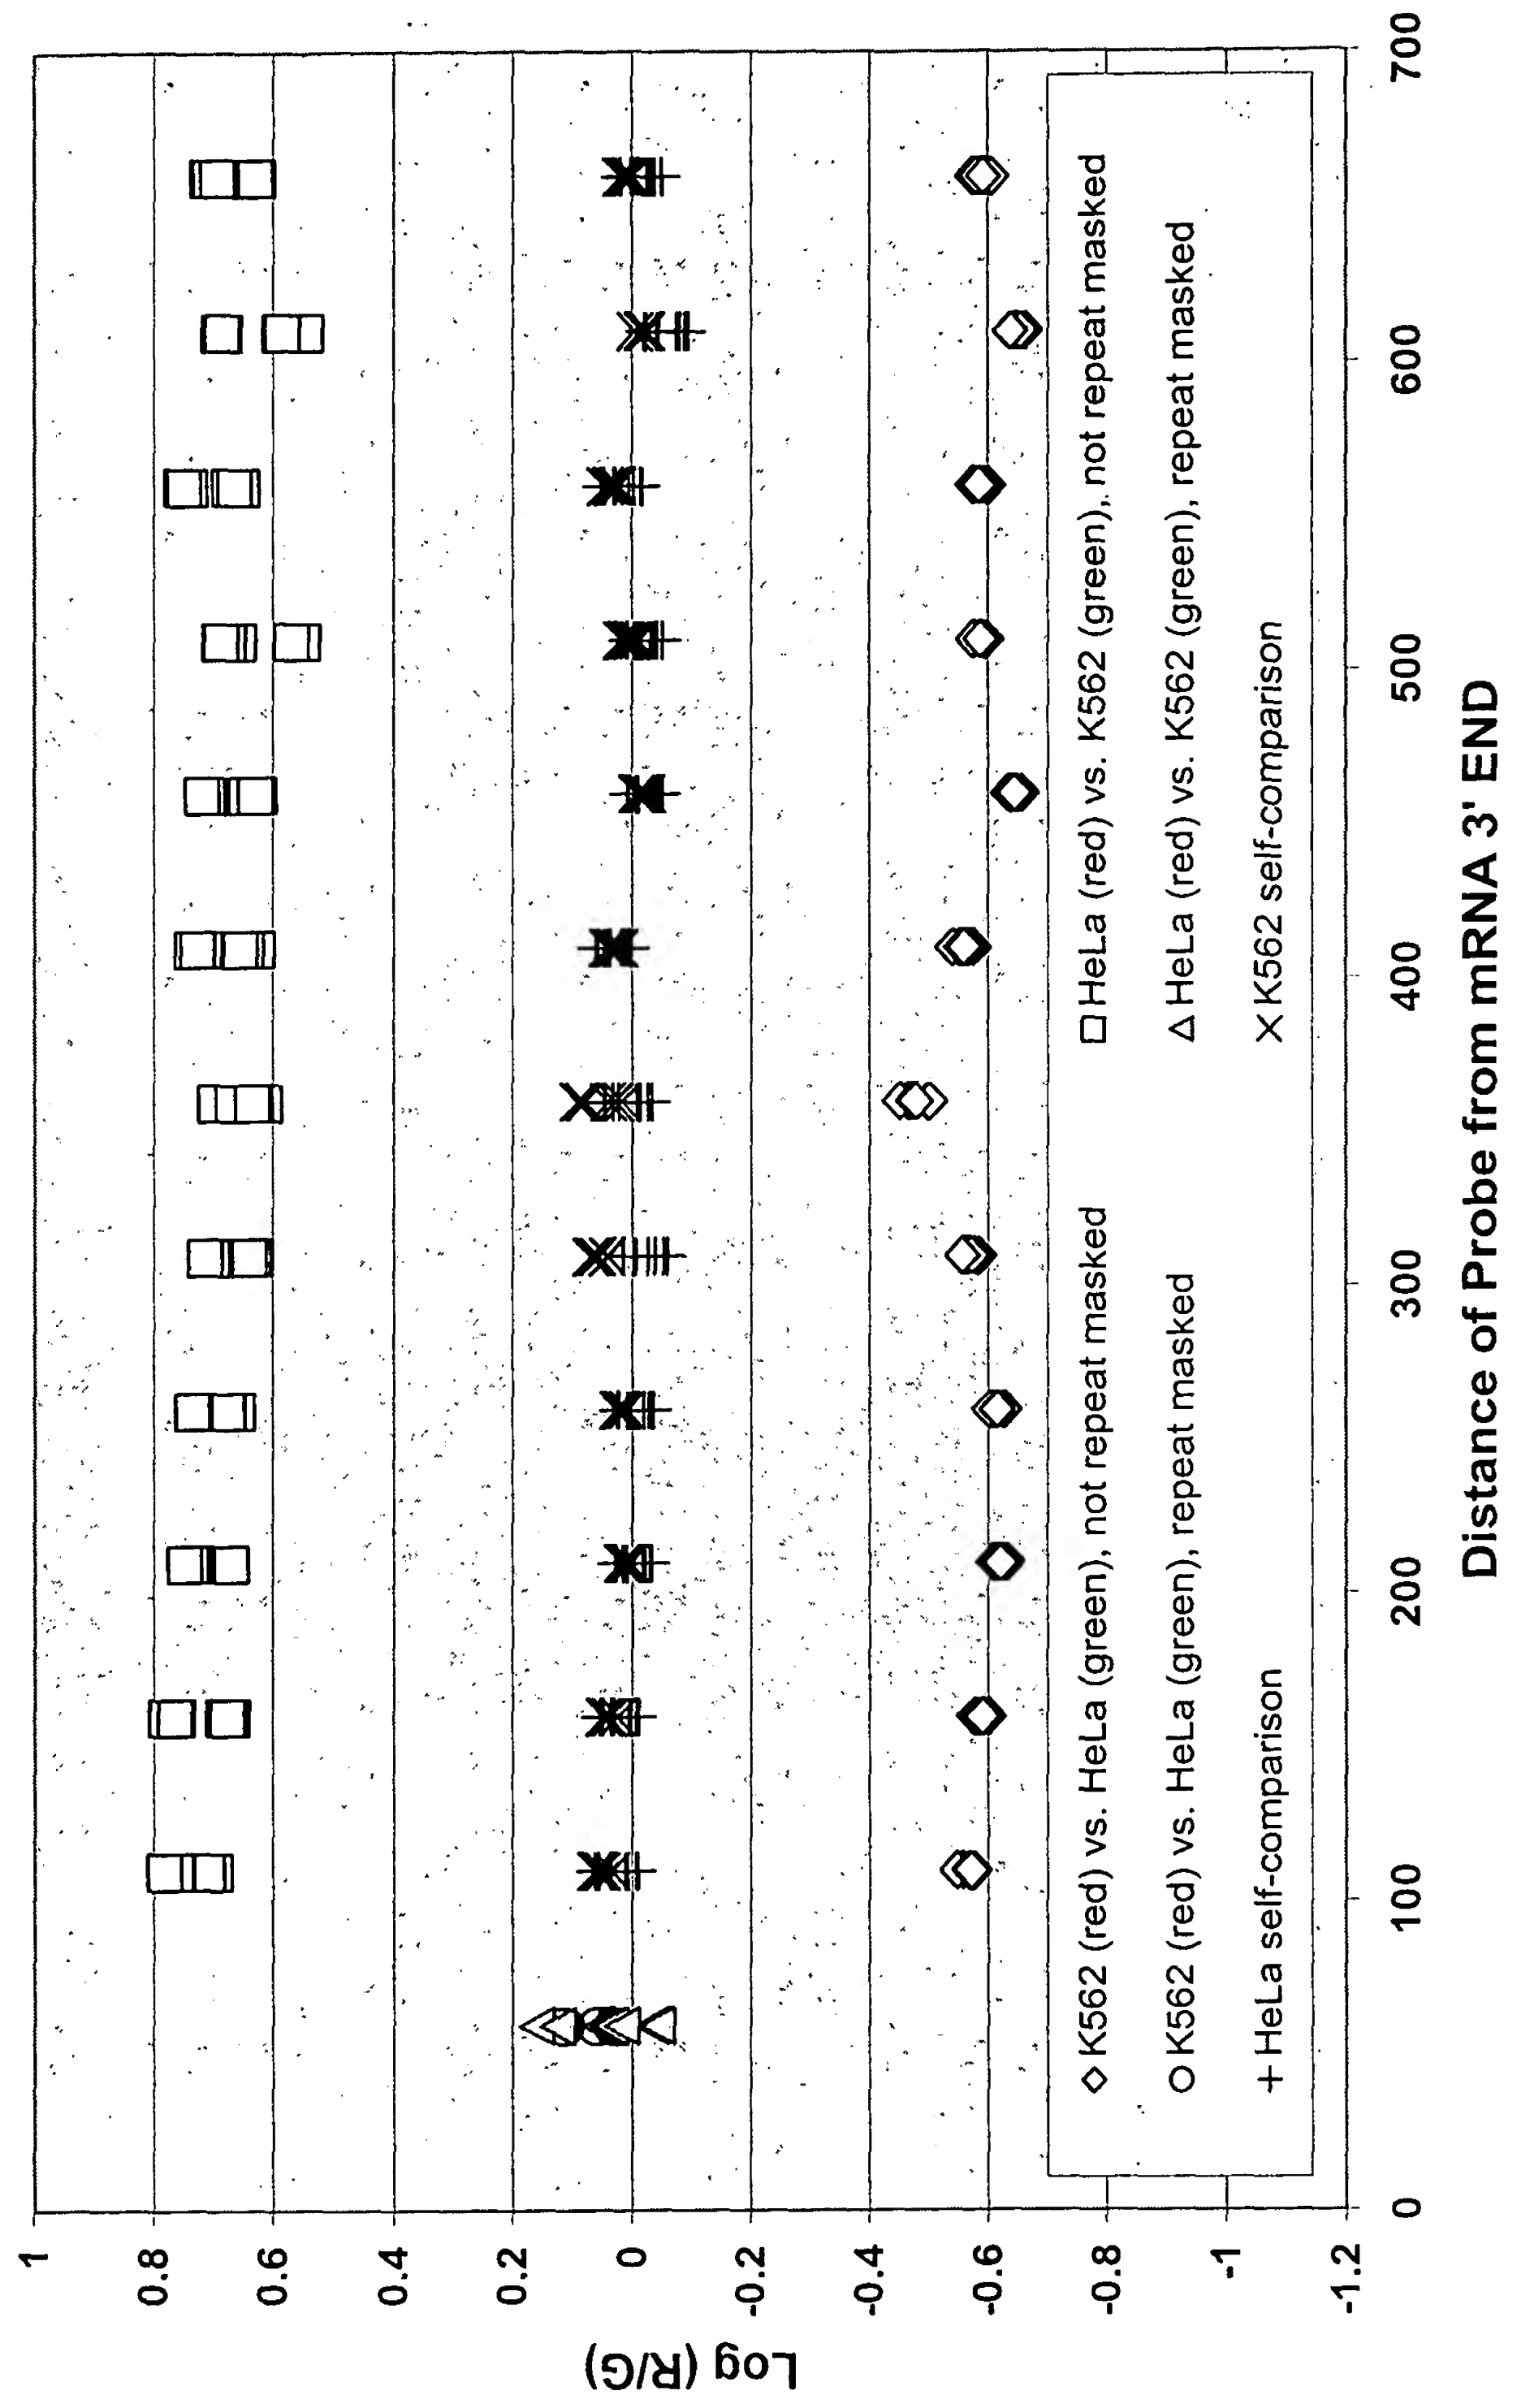 Log (R/G)
1
0.8
0.6
0.4
0.2
0
-0.2
-0.4
-0.6
-0.8
-1
-1.2
◇ K562 (red) vs. HeLa (green), not repeat masked
□ HeLa (red) vs. K562 (green), not repeat masked
○ K562 (red) vs. HeLa (green), repeat masked
△ HeLa (red) vs. K562 (green), repeat masked
+ HeLa self-comparison
× K562 self-comparison
0 100 200 300 400 500 600 700
Distance of Probe from mRNA 3' END